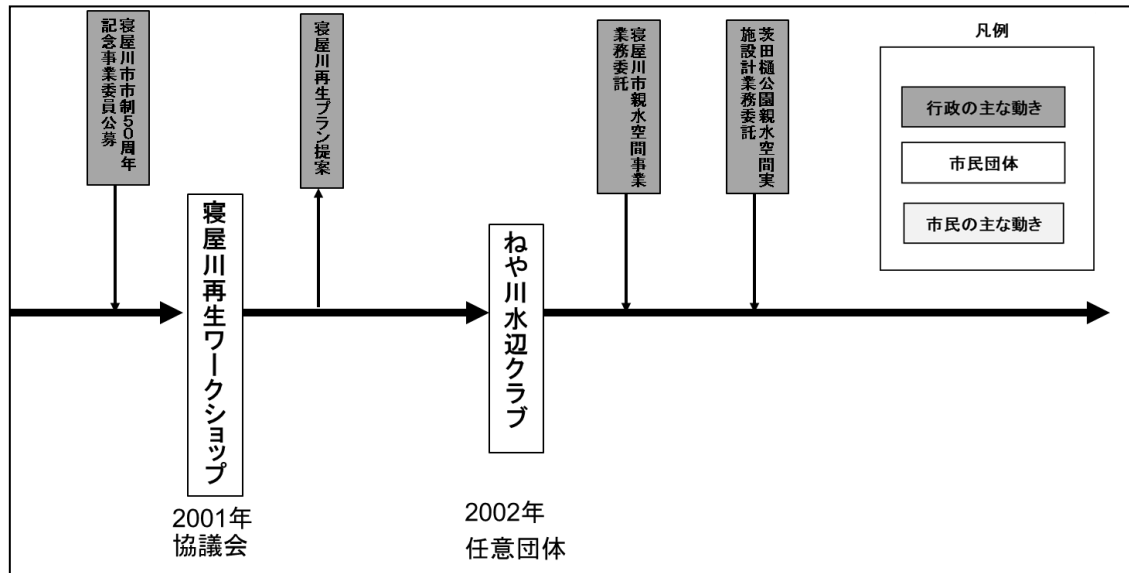 寝屋川市市制50周年
記念事業委員公募
寝屋川再生ワークショップ
2001年
協議会
寝屋川再生プラン提案
ねや川水辺クラブ
2002年
任意団体
寝屋川市親水空間事業
業務委託
茨田樋公園親水空間実
施設計業務委託
凡例
行政の主な動き
市民団体
市民の主な動き